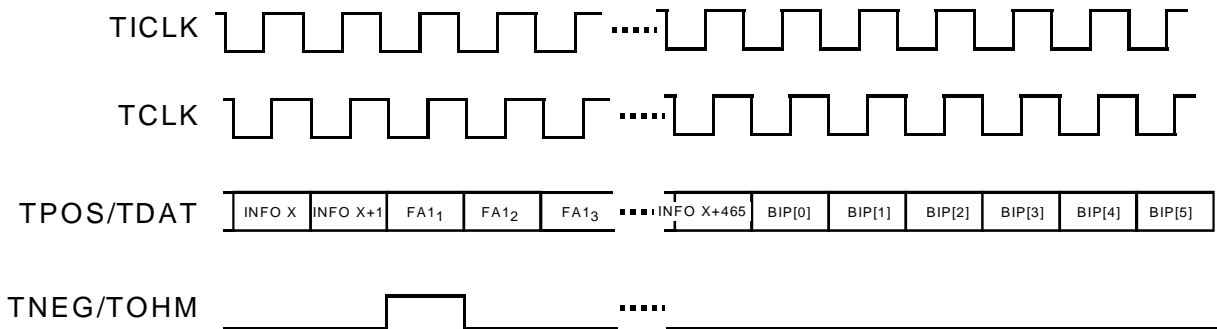 TICLK
TCLK
TPOS/TDAT INFO X INFO X+1 FA1₁ FA1₂ FA1₃ INFO X+465 BIP[0] BIP[1] BIP[2] BIP[3] BIP[4] BIP[5]
TNEG/TOHM